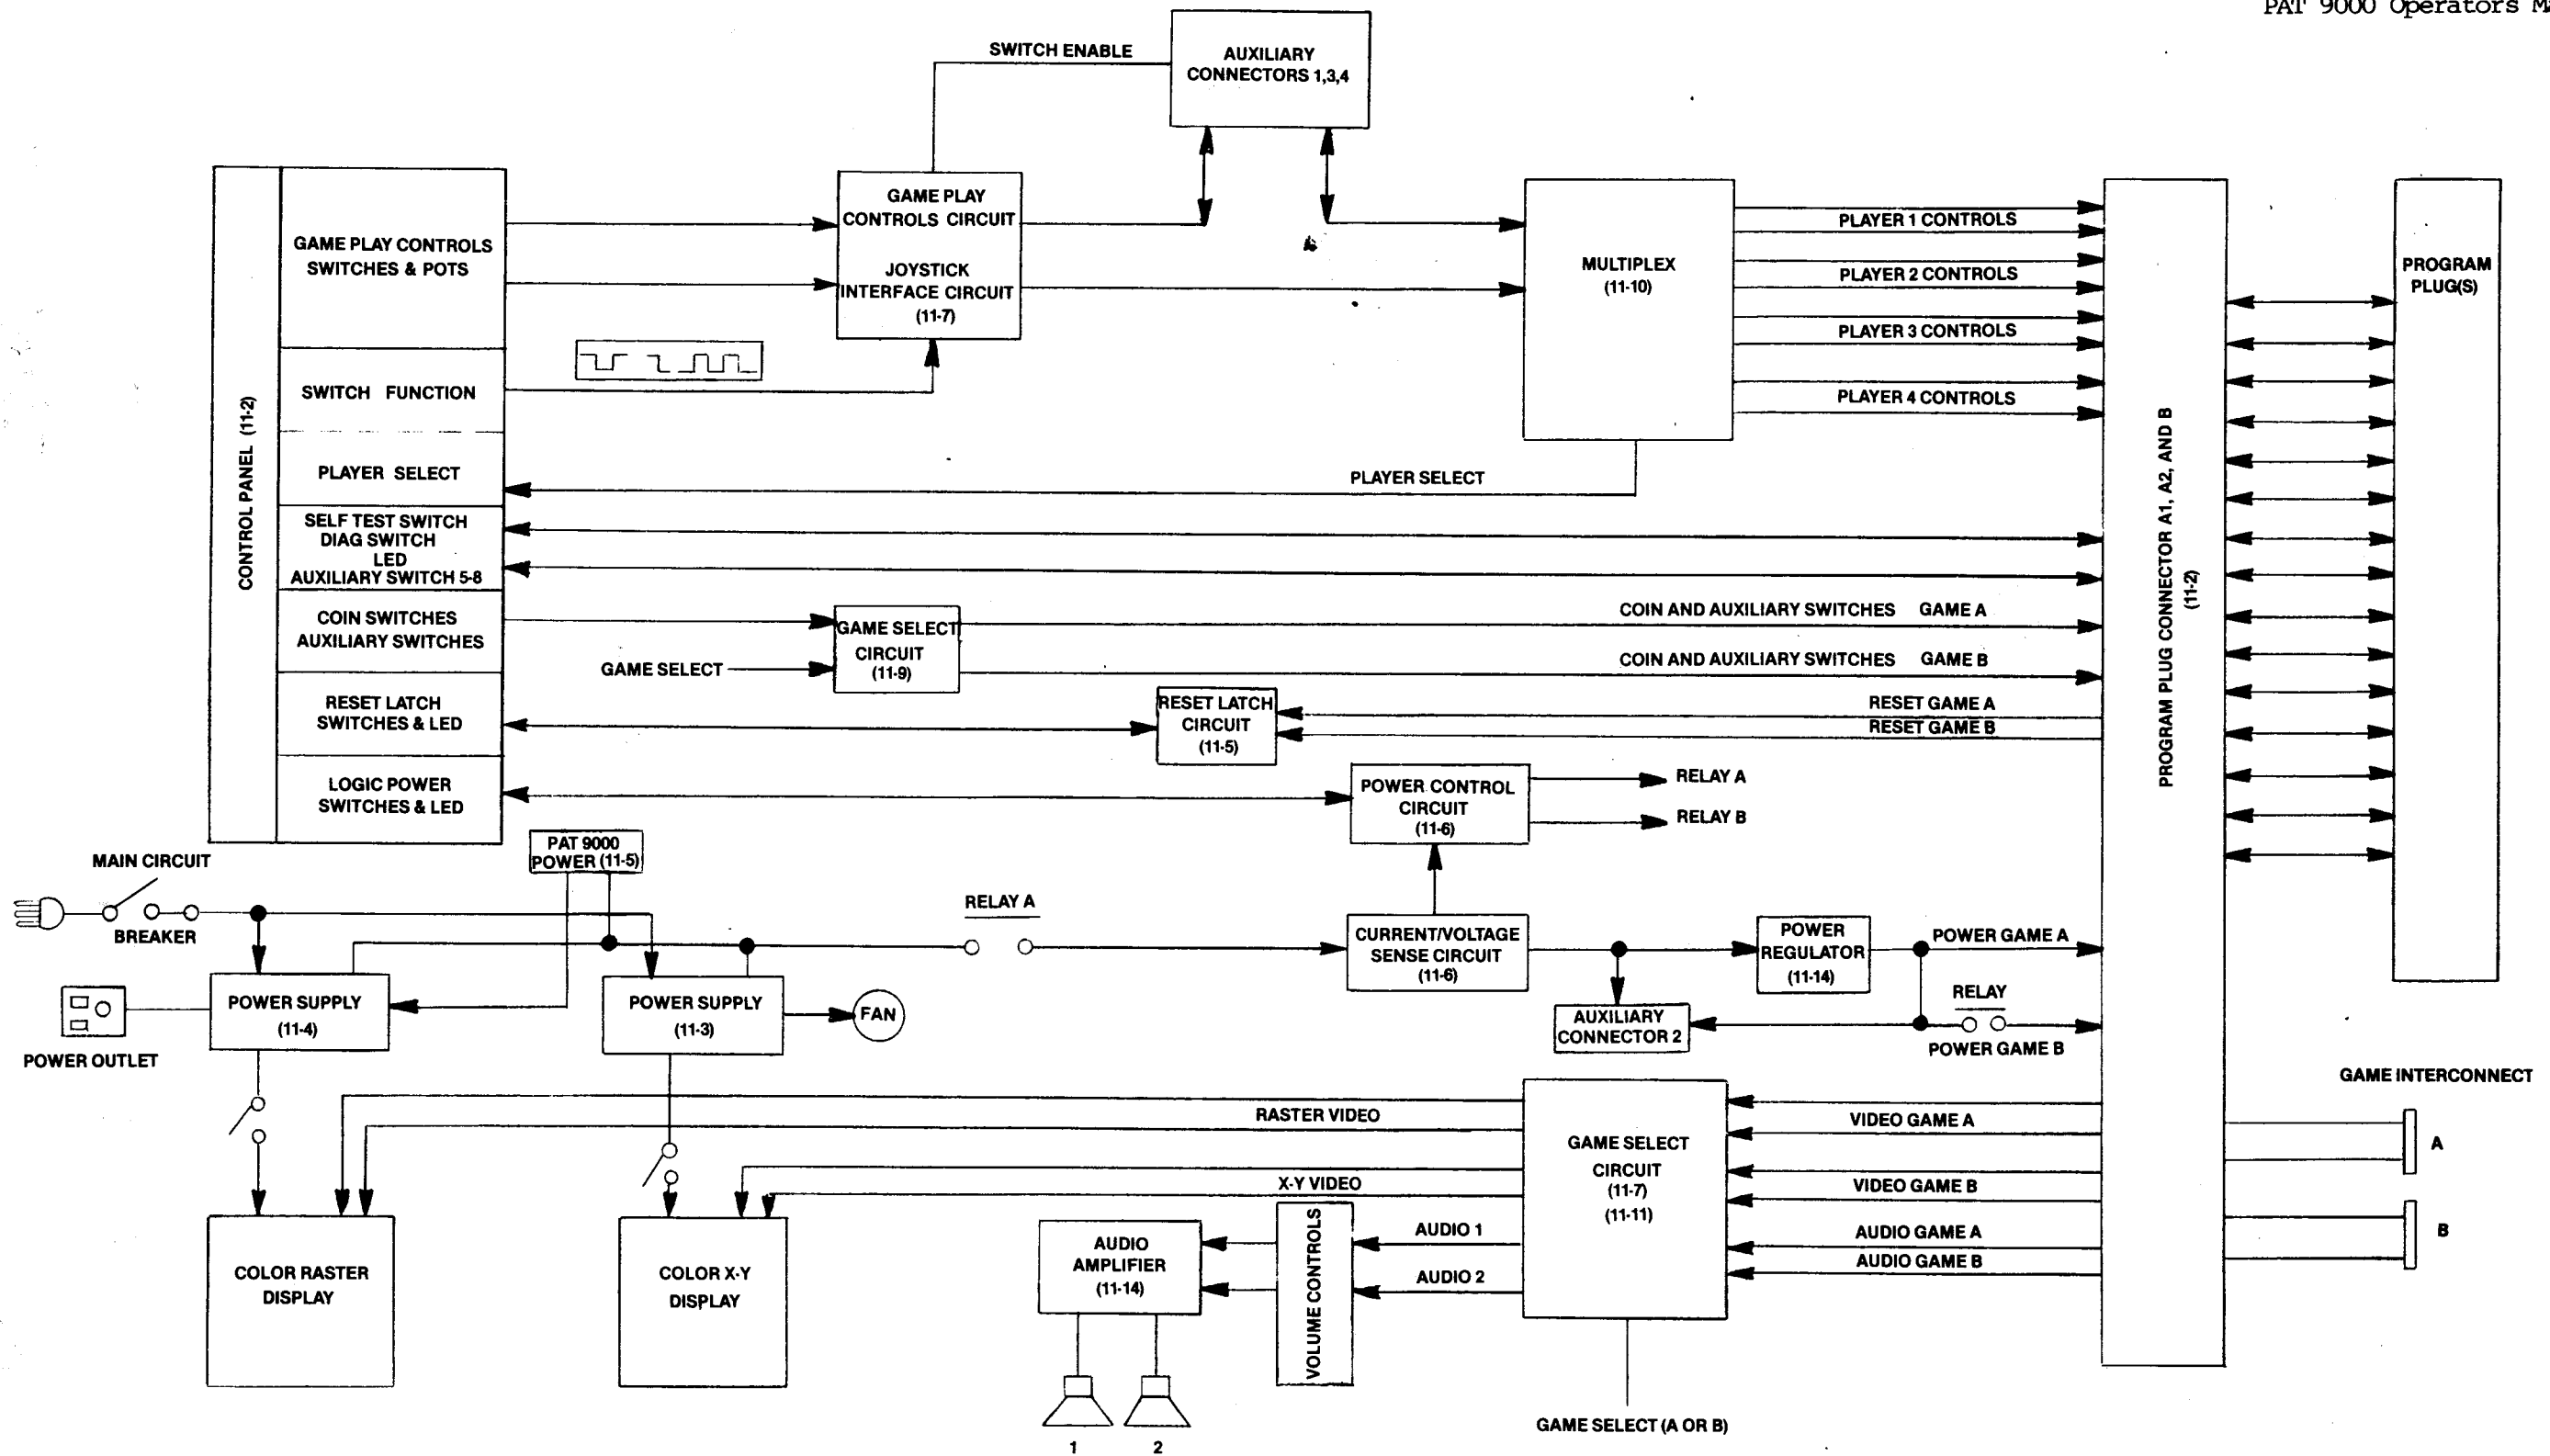 PAT 9000 Operators Ma
SWITCH ENABLE
AUXILIARY
CONNECTORS 1,3,4
CONTROL PANEL (11-2)
GAME PLAY CONTROLS
SWITCHES & POTS
SWITCH FUNCTION
PLAYER SELECT
SELF TEST SWITCH
DIAG SWITCH
LED
AUXILIARY SWITCH 5-8
COIN SWITCHES
AUXILIARY SWITCHES
RESET LATCH
SWITCHES & LED
LOGIC POWER
SWITCHES & LED
GAME PLAY
CONTROLS CIRCUIT
JOYSTICK
INTERFACE CIRCUIT
(11-7)
MULTIPLEX
(11-10)
PLAYER 1 CONTROLS
PLAYER 2 CONTROLS
PLAYER 3 CONTROLS
PLAYER 4 CONTROLS
PROGRAM PLUG CONNECTOR A1, A2, AND B
(11-2)
PROGRAM
PLUG(S)
PLAYER SELECT
GAME SELECT
GAME SELECT
CIRCUIT
(11-9)
COIN AND AUXILIARY SWITCHES GAME A
COIN AND AUXILIARY SWITCHES GAME B
RESET LATCH
CIRCUIT
(11-5)
RESET GAME A
RESET GAME B
POWER CONTROL
CIRCUIT
(11-6)
RELAY A
RELAY B
PAT 9000
POWER (11-5)
MAIN CIRCUIT
BREAKER
RELAY A
CURRENT/VOLTAGE
SENSE CIRCUIT
(11-6)
POWER
REGULATOR
(11-14)
POWER GAME A
RELAY
POWER GAME B
AUXILIARY
CONNECTOR 2
POWER OUTLET
POWER SUPPLY
(11-4)
POWER SUPPLY
(11-3)
FAN
GAME INTERCONNECT
A
B
RASTER VIDEO
X-Y VIDEO
GAME SELECT
CIRCUIT
(11-7)
(11-11)
VIDEO GAME A
VIDEO GAME B
AUDIO GAME A
AUDIO GAME B
COLOR RASTER
DISPLAY
COLOR X-Y
DISPLAY
AUDIO
AMPLIFIER
(11-14)
VOLUME CONTROLS
AUDIO 1
AUDIO 2
1
2
GAME SELECT (A OR B)